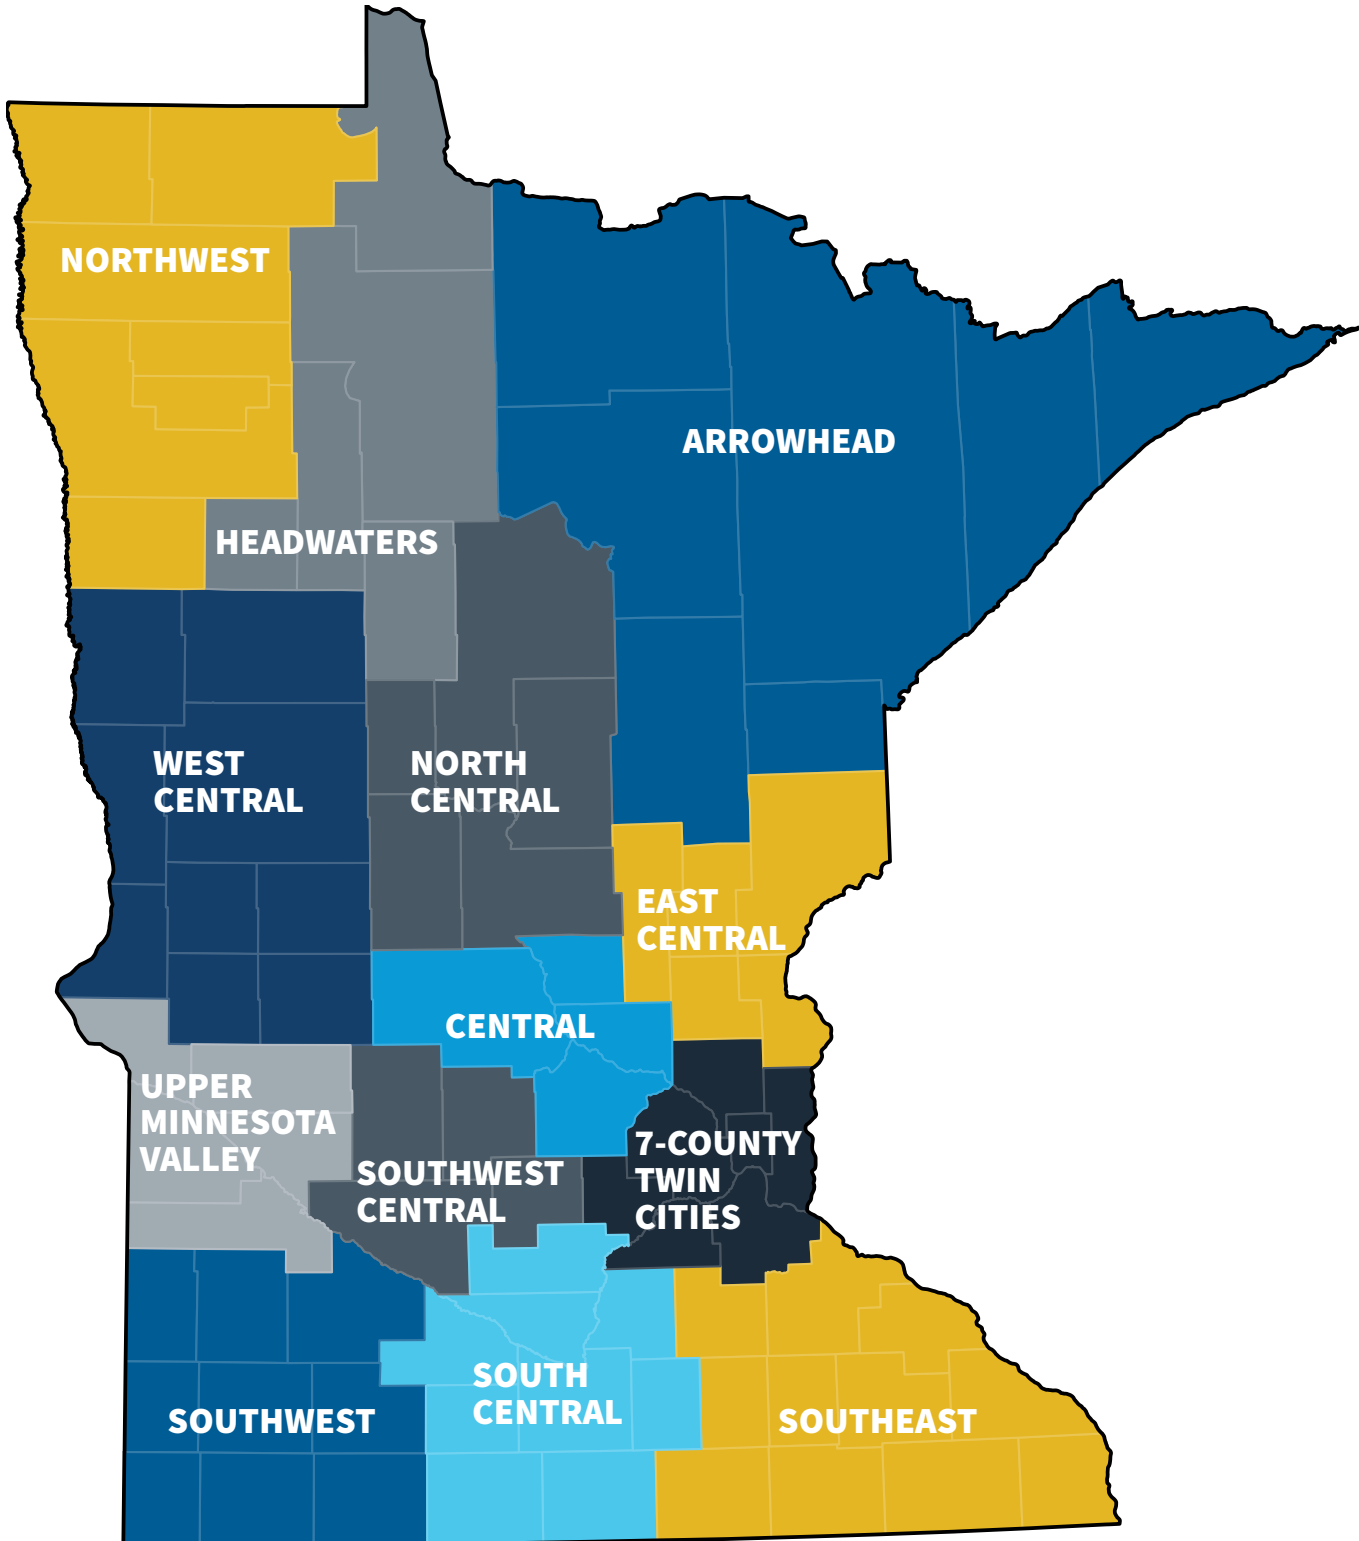 NORTHWEST
ARROWHEAD
HEADWATERS
WEST
CENTRAL
NORTH
CENTRAL
EAST
CENTRAL
CENTRAL
UPPER
MINNESOTA
VALLEY
SOUTHWEST
CENTRAL
7-COUNTY
TWIN
CITIES
SOUTH
CENTRAL
SOUTHWEST
SOUTHEAST